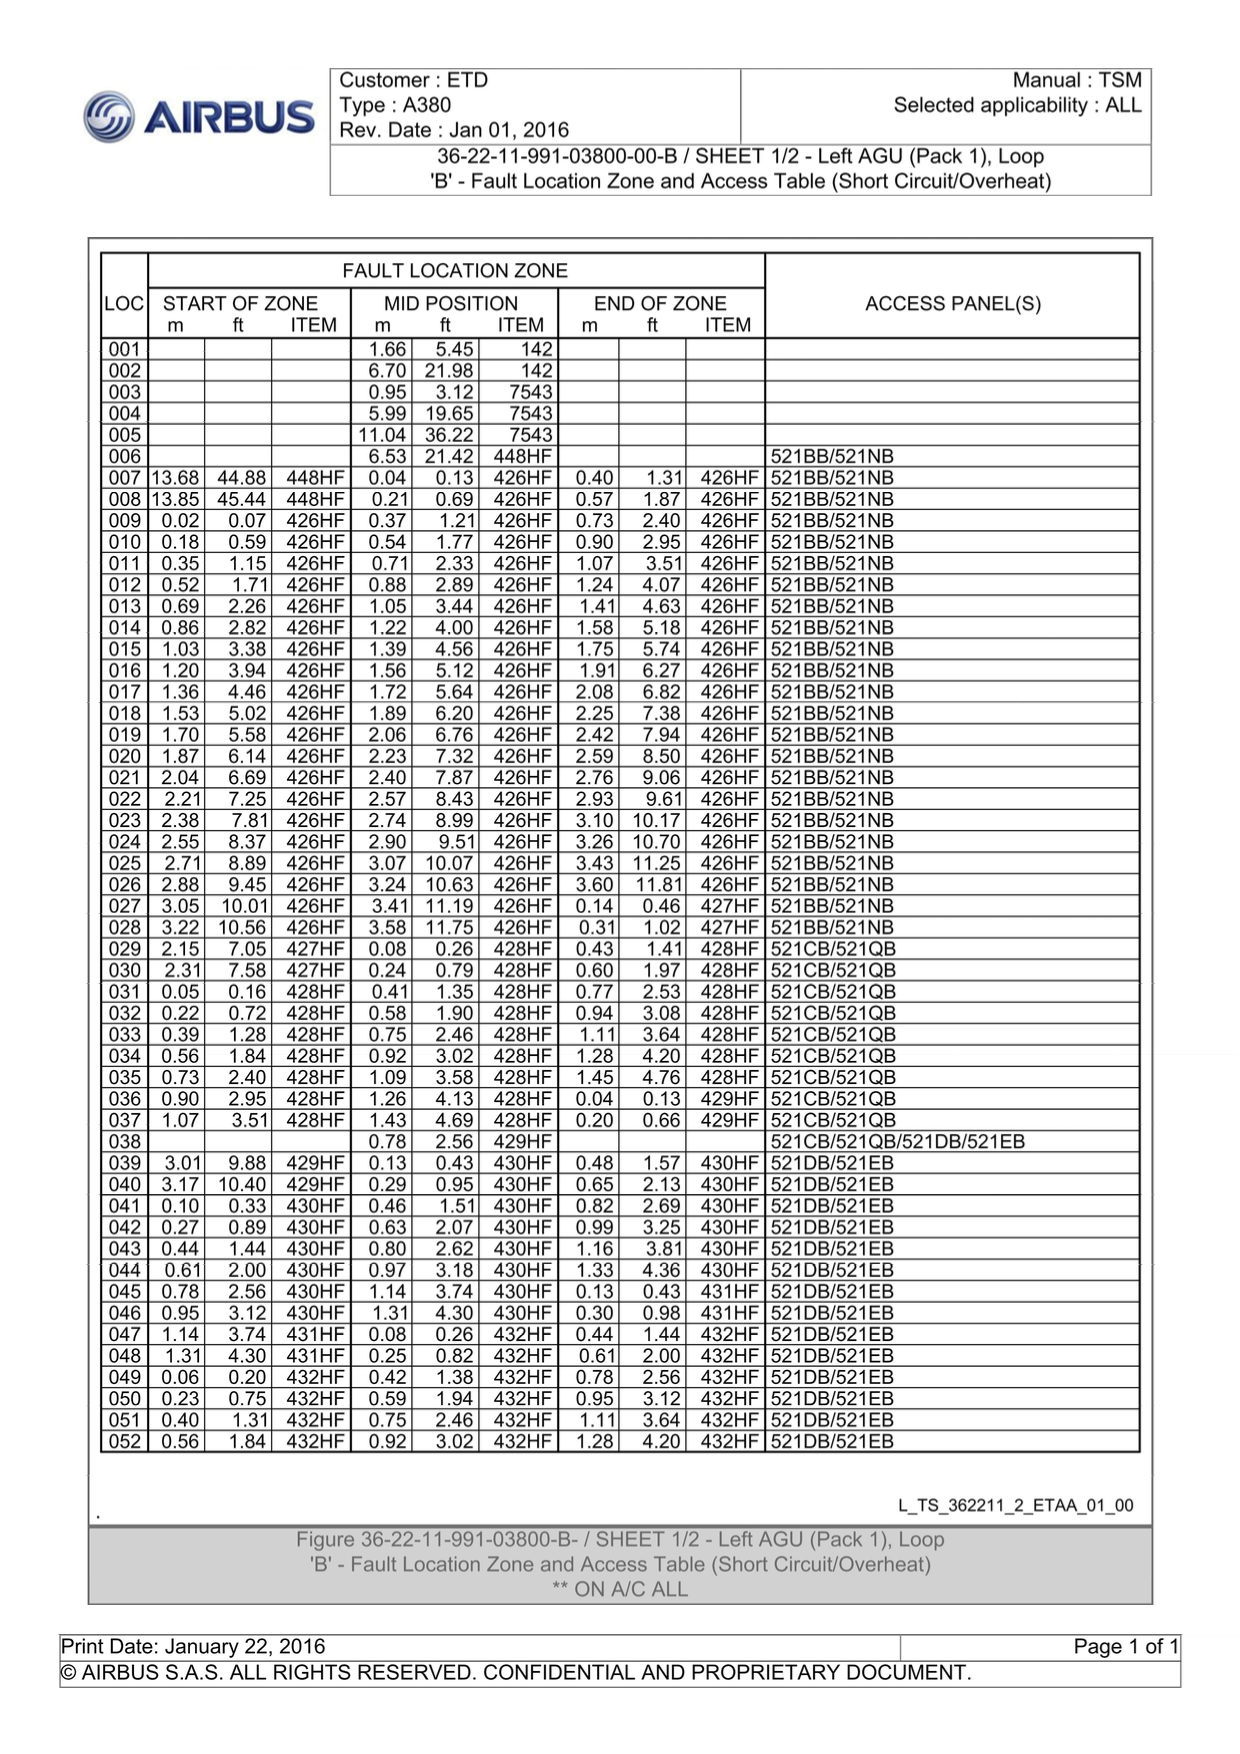 AIRBUS
Customer : ETD
Type : A380
Rev. Date : Jan 01, 2016
Manual : TSM
Selected applicability : ALL
36-22-11-991-03800-00-B / SHEET 1/2 - Left AGU (Pack 1), Loop
'B' - Fault Location Zone and Access Table (Short Circuit/Overheat)
FAULT LOCATION ZONE
LOC START OF ZONE MID POSITION END OF ZONE ACCESS PANEL(S)
m ft ITEM m ft ITEM m ft ITEM
001 1.66 5.45 142
002 6.70 21.98 142
003 0.95 3.12 7543
004 5.99 19.65 7543
005 11.04 36.22 7543
006 6.53 21.42 448HF 521BB/521NB
007 13.68 44.88 448HF 0.04 0.13 426HF 0.40 1.31 426HF 521BB/521NB
008 13.85 45.44 448HF 0.21 0.69 426HF 0.57 1.87 426HF 521BB/521NB
009 0.02 0.07 426HF 0.37 1.21 426HF 0.73 2.40 426HF 521BB/521NB
010 0.18 0.59 426HF 0.54 1.77 426HF 0.90 2.95 426HF 521BB/521NB
011 0.35 1.15 426HF 0.71 2.33 426HF 1.07 3.51 426HF 521BB/521NB
012 0.52 1.71 426HF 0.88 2.89 426HF 1.24 4.07 426HF 521BB/521NB
013 0.69 2.26 426HF 1.05 3.44 426HF 1.41 4.63 426HF 521BB/521NB
014 0.86 2.82 426HF 1.22 4.00 426HF 1.58 5.18 426HF 521BB/521NB
015 1.03 3.38 426HF 1.39 4.56 426HF 1.75 5.74 426HF 521BB/521NB
016 1.20 3.94 426HF 1.56 5.12 426HF 1.91 6.27 426HF 521BB/521NB
017 1.36 4.46 426HF 1.72 5.64 426HF 2.08 6.82 426HF 521BB/521NB
018 1.53 5.02 426HF 1.89 6.20 426HF 2.25 7.38 426HF 521BB/521NB
019 1.70 5.58 426HF 2.06 6.76 426HF 2.42 7.94 426HF 521BB/521NB
020 1.87 6.14 426HF 2.23 7.32 426HF 2.59 8.50 426HF 521BB/521NB
021 2.04 6.69 426HF 2.40 7.87 426HF 2.76 9.06 426HF 521BB/521NB
022 2.21 7.25 426HF 2.57 8.43 426HF 2.93 9.61 426HF 521BB/521NB
023 2.38 7.81 426HF 2.74 8.99 426HF 3.10 10.17 426HF 521BB/521NB
024 2.55 8.37 426HF 2.90 9.51 426HF 3.26 10.70 426HF 521BB/521NB
025 2.71 8.89 426HF 3.07 10.07 426HF 3.43 11.25 426HF 521BB/521NB
026 2.88 9.45 426HF 3.24 10.63 426HF 3.60 11.81 426HF 521BB/521NB
027 3.05 10.01 426HF 3.41 11.19 426HF 0.14 0.46 427HF 521BB/521NB
028 3.22 10.56 426HF 3.58 11.75 426HF 0.31 1.02 427HF 521BB/521NB
029 2.15 7.05 427HF 0.08 0.26 428HF 0.43 1.41 428HF 521CB/521QB
030 2.31 7.58 427HF 0.24 0.79 428HF 0.60 1.97 428HF 521CB/521QB
031 0.05 0.16 428HF 0.41 1.35 428HF 0.77 2.53 428HF 521CB/521QB
032 0.22 0.72 428HF 0.58 1.90 428HF 0.94 3.08 428HF 521CB/521QB
033 0.39 1.28 428HF 0.75 2.46 428HF 1.11 3.64 428HF 521CB/521QB
034 0.56 1.84 428HF 0.92 3.02 428HF 1.28 4.20 428HF 521CB/521QB
035 0.73 2.40 428HF 1.09 3.58 428HF 1.45 4.76 428HF 521CB/521QB
036 0.90 2.95 428HF 1.26 4.13 428HF 0.04 0.13 429HF 521CB/521QB
037 1.07 3.51 428HF 1.43 4.69 428HF 0.20 0.66 429HF 521CB/521QB
038 0.78 2.56 429HF 521CB/521QB/521DB/521EB
039 3.01 9.88 429HF 0.13 0.43 430HF 0.48 1.57 430HF 521DB/521EB
040 3.17 10.40 429HF 0.29 0.95 430HF 0.65 2.13 430HF 521DB/521EB
041 0.10 0.33 430HF 0.46 1.51 430HF 0.82 2.69 430HF 521DB/521EB
042 0.27 0.89 430HF 0.63 2.07 430HF 0.99 3.25 430HF 521DB/521EB
043 0.44 1.44 430HF 0.80 2.62 430HF 1.16 3.81 430HF 521DB/521EB
044 0.61 2.00 430HF 0.97 3.18 430HF 1.33 4.36 430HF 521DB/521EB
045 0.78 2.56 430HF 1.14 3.74 430HF 0.13 0.43 431HF 521DB/521EB
046 0.95 3.12 430HF 1.31 4.30 430HF 0.30 0.98 431HF 521DB/521EB
047 1.14 3.74 431HF 0.08 0.26 432HF 0.44 1.44 432HF 521DB/521EB
048 1.31 4.30 431HF 0.25 0.82 432HF 0.61 2.00 432HF 521DB/521EB
049 0.06 0.20 432HF 0.42 1.38 432HF 0.78 2.56 432HF 521DB/521EB
050 0.23 0.75 432HF 0.59 1.94 432HF 0.95 3.12 432HF 521DB/521EB
051 0.40 1.31 432HF 0.75 2.46 432HF 1.11 3.64 432HF 521DB/521EB
052 0.56 1.84 432HF 0.92 3.02 432HF 1.28 4.20 432HF 521DB/521EB
L_TS_362211_2_ETAA_01_00
.
Figure 36-22-11-991-03800-B- / SHEET 1/2 - Left AGU (Pack 1), Loop
'B' - Fault Location Zone and Access Table (Short Circuit/Overheat)
** ON A/C ALL
Print Date: January 22, 2016 Page 1 of 1
© AIRBUS S.A.S. ALL RIGHTS RESERVED. CONFIDENTIAL AND PROPRIETARY DOCUMENT.